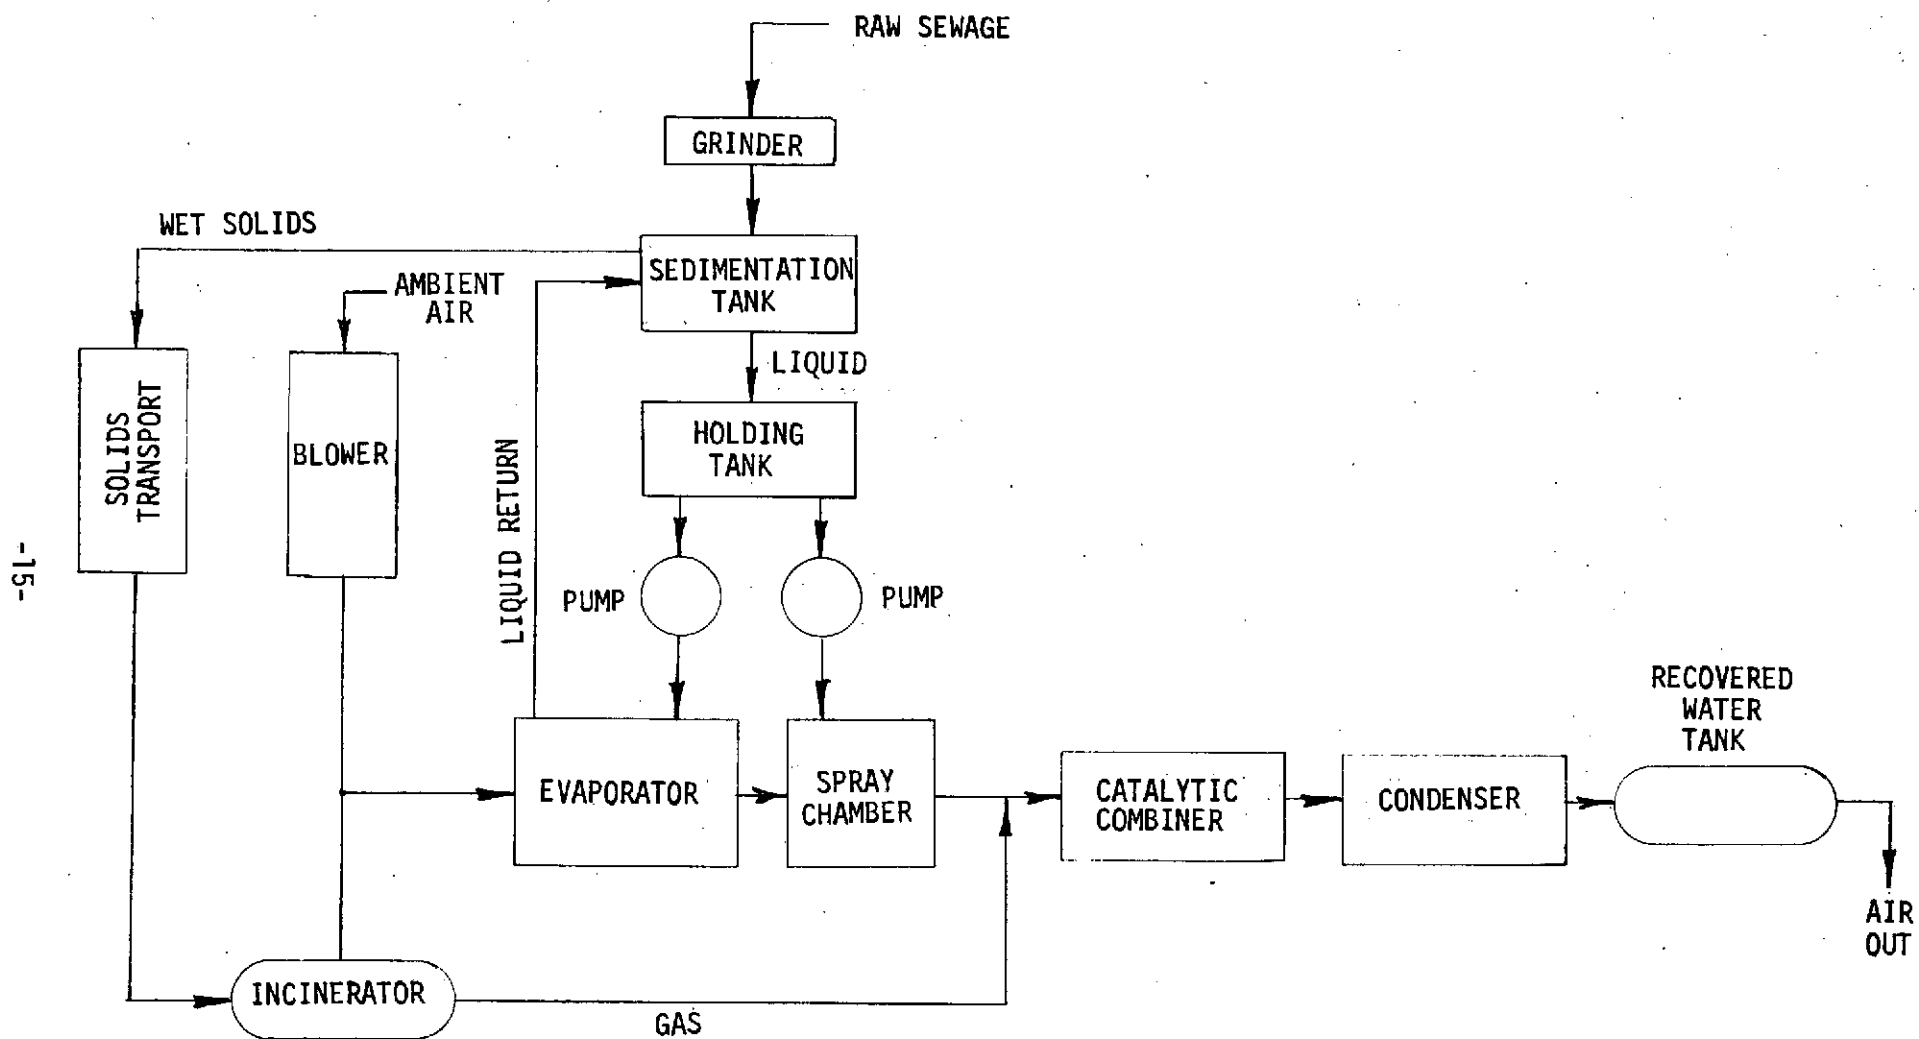 RAW SEWAGE
GRINDER
WET SOLIDS
SEDIMENTATION
TANK
AMBIENT
AIR
LIQUID
SOLIDS
TRANSPORT
BLOWER
LIQUID RETURN
HOLDING
TANK
PUMP
PUMP
-15-
EVAPORATOR
SPRAY
CHAMBER
CATALYTIC
COMBINER
CONDENSER
RECOVERED
WATER
TANK
AIR
OUT
INCINERATOR
GAS